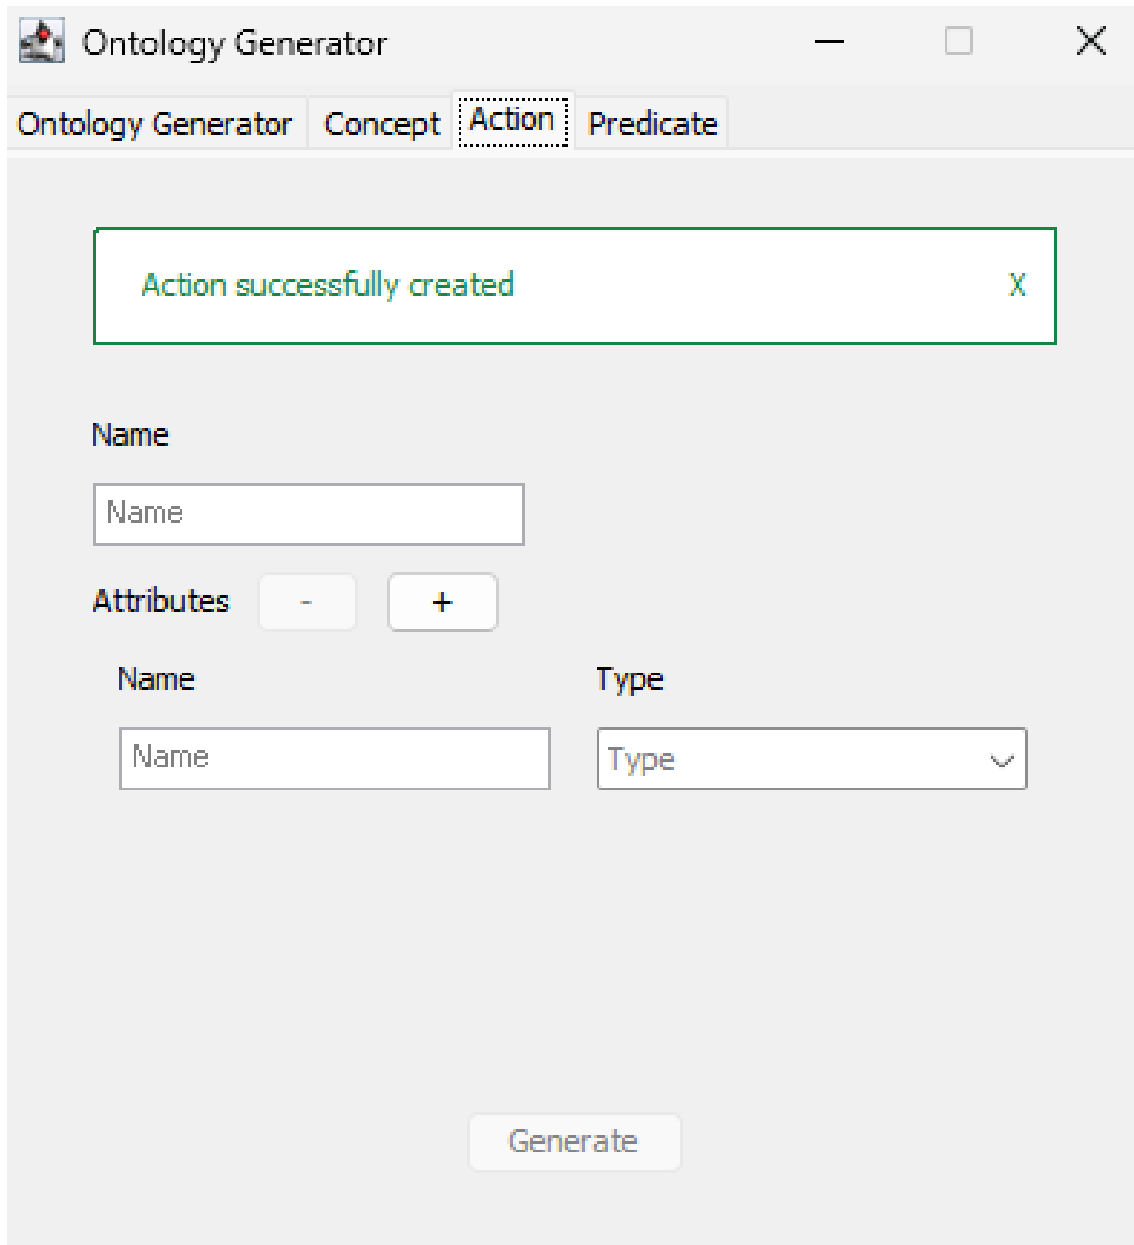 Ontology Generator
Ontology Generator Concept Action Predicate
Action successfully created X
Name
Name
Attributes - +
Name Type
Name Type
Generate